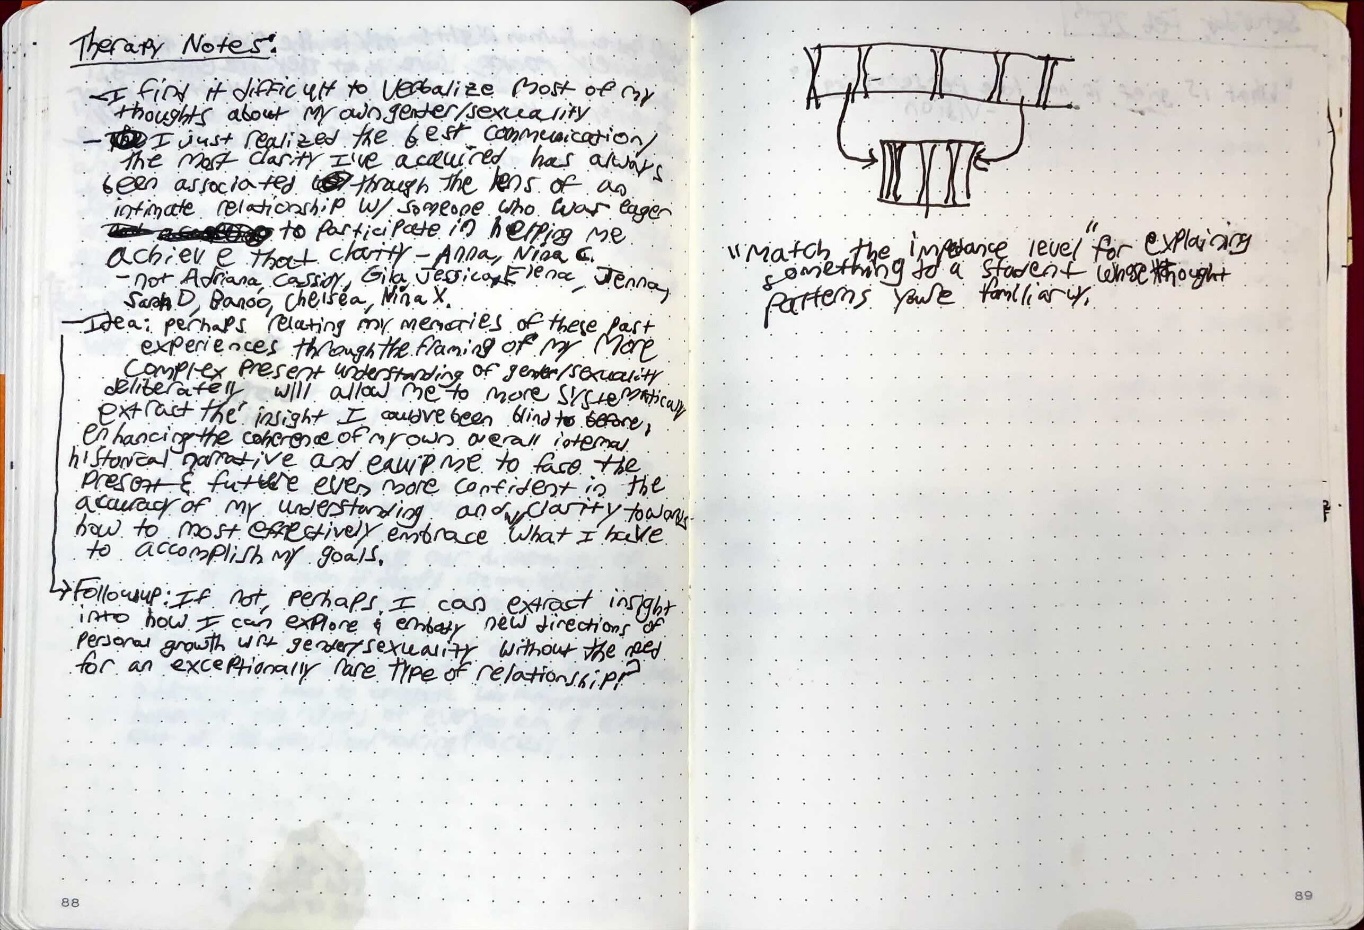 Therapy Notes:
- I find it difficult to verbalize most of my
thoughts about my own gender/sexuality
- I just realized the best communication/
the most clarity I've acquired has always
been associated through the lens of an
intimate relationship w/ someone who was eager
to participate in helping me
achieve that clarity - Anna, Nina C.
- not Adriana, Cassidy, Gila, Jessica, Elena, Jenna,
Sarah D, Chelsea, Nina X.
- Idea: perhaps relating my memories of these past
experiences through the framing of my more
complex present understanding of gender/sexuality
deliberately will allow me to more systematically
extract the insight I could've been blind to before,
enhancing the coherence of my own overall internal
historical narrative and equip me to face the
present & future even more confident in the
accuracy of my understanding and clarity towards
how to most effectively embrace what I have
to accomplish my goals.
→ Followup: If not, perhaps I can extract insight
into how I can explore & embody new directions of
personal growth wrt gender/sexuality without the need
for an exceptionally rare type of relationship?
88
"Match the impedance level" for explaining
something to a student whose thought
patterns you're familiar w/.
89